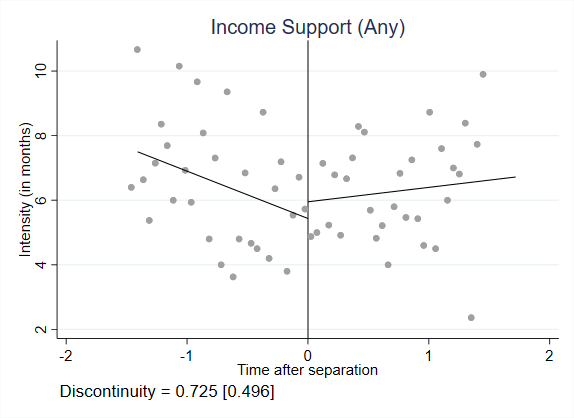 Income Support (Any)
Intensity (in months)
10
8
6
4
2
-2 -1 0 1 2
Time after separation
Discontinuity = 0.725 [0.496]